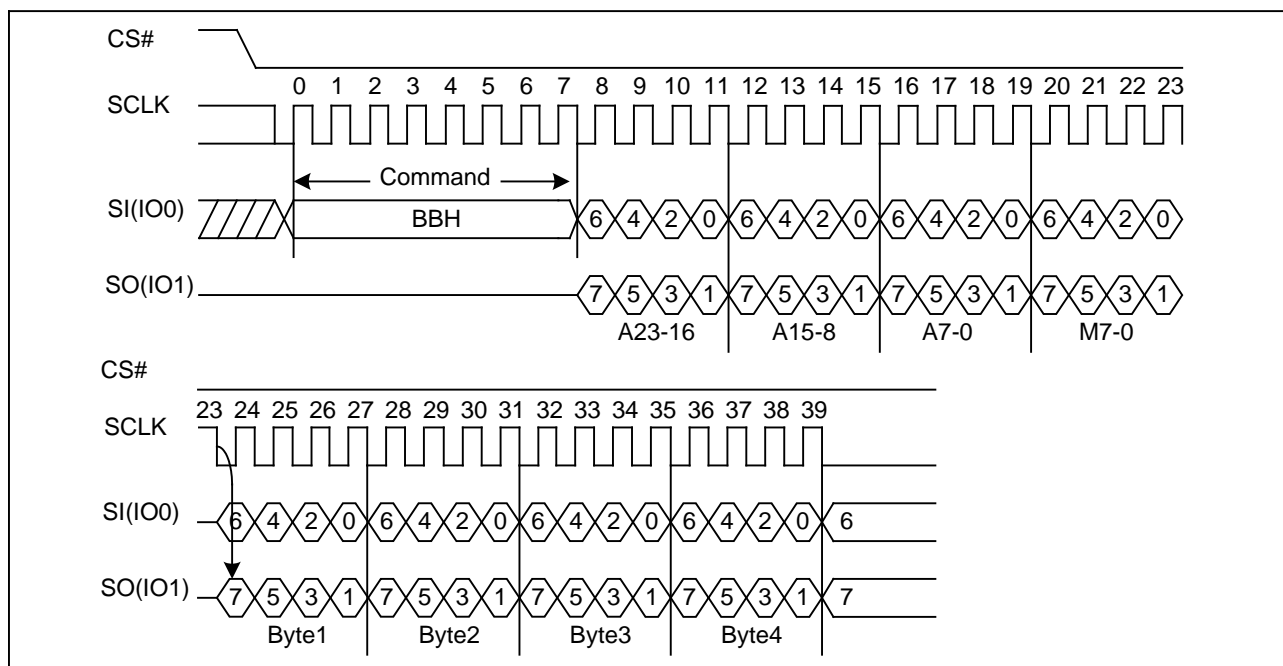 CS#
0 1 2 3 4 5 6 7 8 9 10 11 12 13 14 15 16 17 18 19 20 21 22 23
SCLK
Command
SI(IO0)
BBH
6 4 2 0 6 4 2 0 6 4 2 0 6 4 2 0
SO(IO1)
7 5 3 1 7 5 3 1 7 5 3 1 7 5 3 1
A23-16 A15-8 A7-0 M7-0
CS#
23 24 25 26 27 28 29 30 31 32 33 34 35 36 37 38 39
SCLK
SI(IO0)
6 4 2 0 6 4 2 0 6 4 2 0 6 4 2 0 6
SO(IO1)
7 5 3 1 7 5 3 1 7 5 3 1 7 5 3 1 7
Byte1 Byte2 Byte3 Byte4